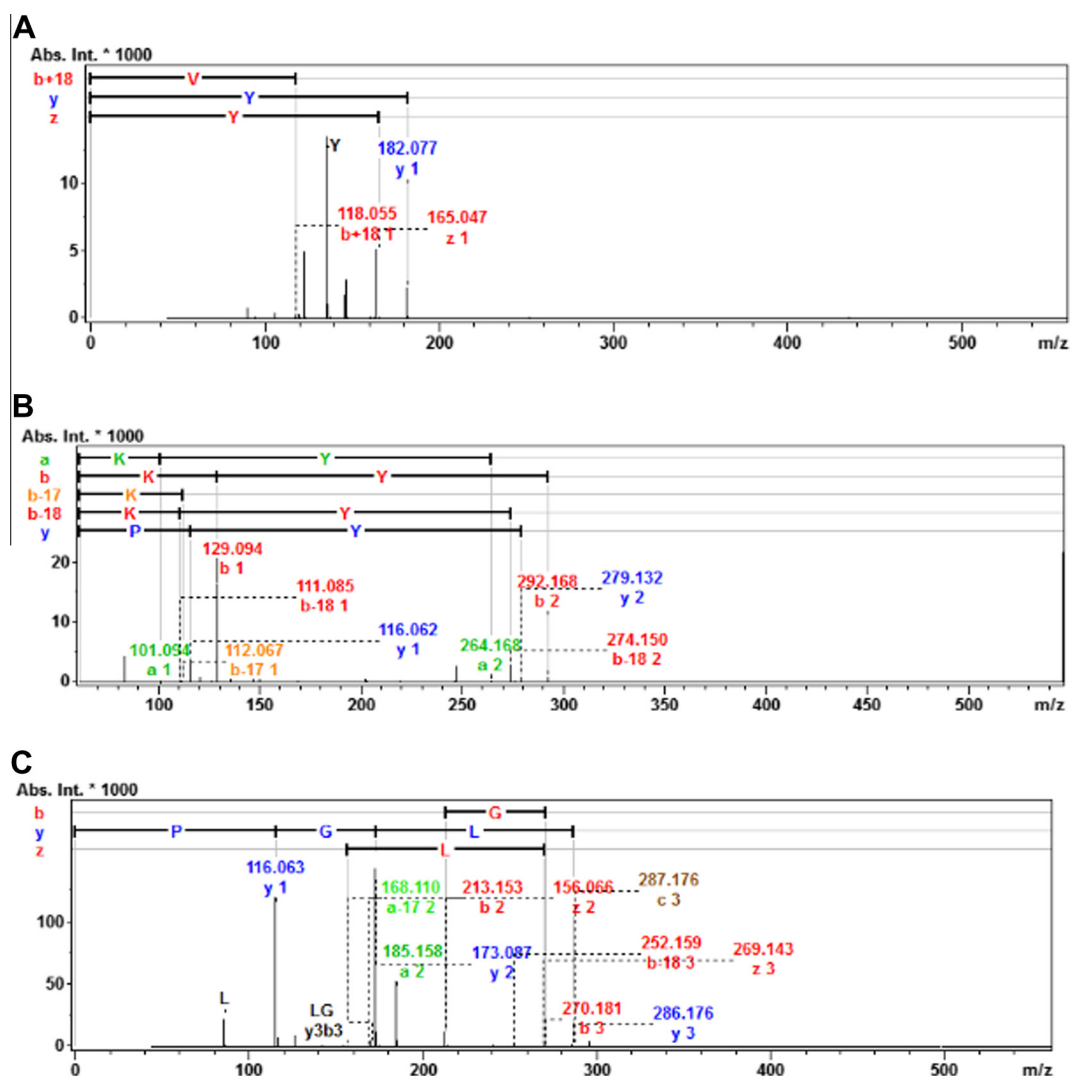 A
Abs. Int. * 1000
b+18 V
y Y
z Y
Y
182.077
y 1
10
118.055
b+18 1
165.047
z 1
5
0
0 100 200 300 400 500 m/z
B
Abs. Int. * 1000
a K Y
b K Y
b-17 K
b-18 K Y
y P Y
20
129.094
b 1
111.085
b-18 1
292.168
b 2
279.132
y 2
10
116.062
y 1
101.094
a 1
112.067
b-17 1
264.168
a 2
274.150
b-18 2
0
100 150 200 250 300 350 400 450 500 m/z
C
Abs. Int. * 1000
b G
y P G L
z L
116.063
y 1
168.110
a-17 2
213.153
b 2
156.066
z 2
287.176
c 3
100
185.158
a 2
173.087
y 2
252.159
b-18 3
269.143
z 3
50
L
LG
y3b3
270.181
b 3
286.176
y 3
0
0 100 200 300 400 500 m/z